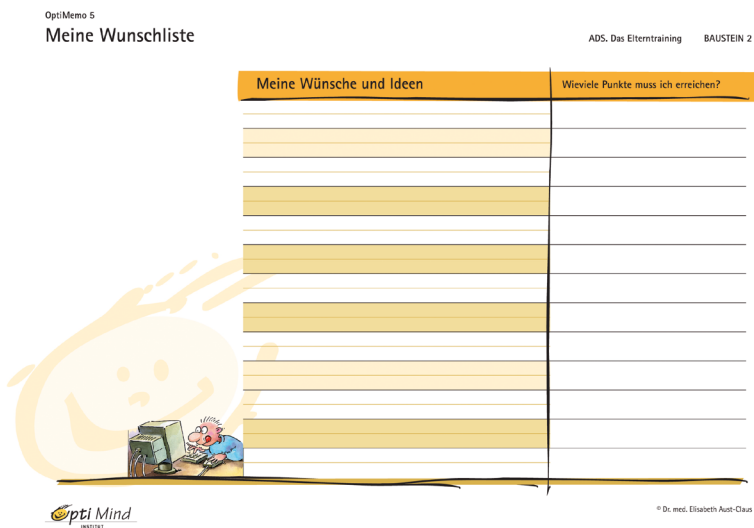 OptiMemo 5
Meine Wunschliste
ADS. Das Elterntraining BAUSTEIN 2
Meine Wünsche und Ideen
Wieviele Punkte muss ich erreichen?
Opti Mind
INSTITUT
© Dr. med. Elisabeth Aust-Claus